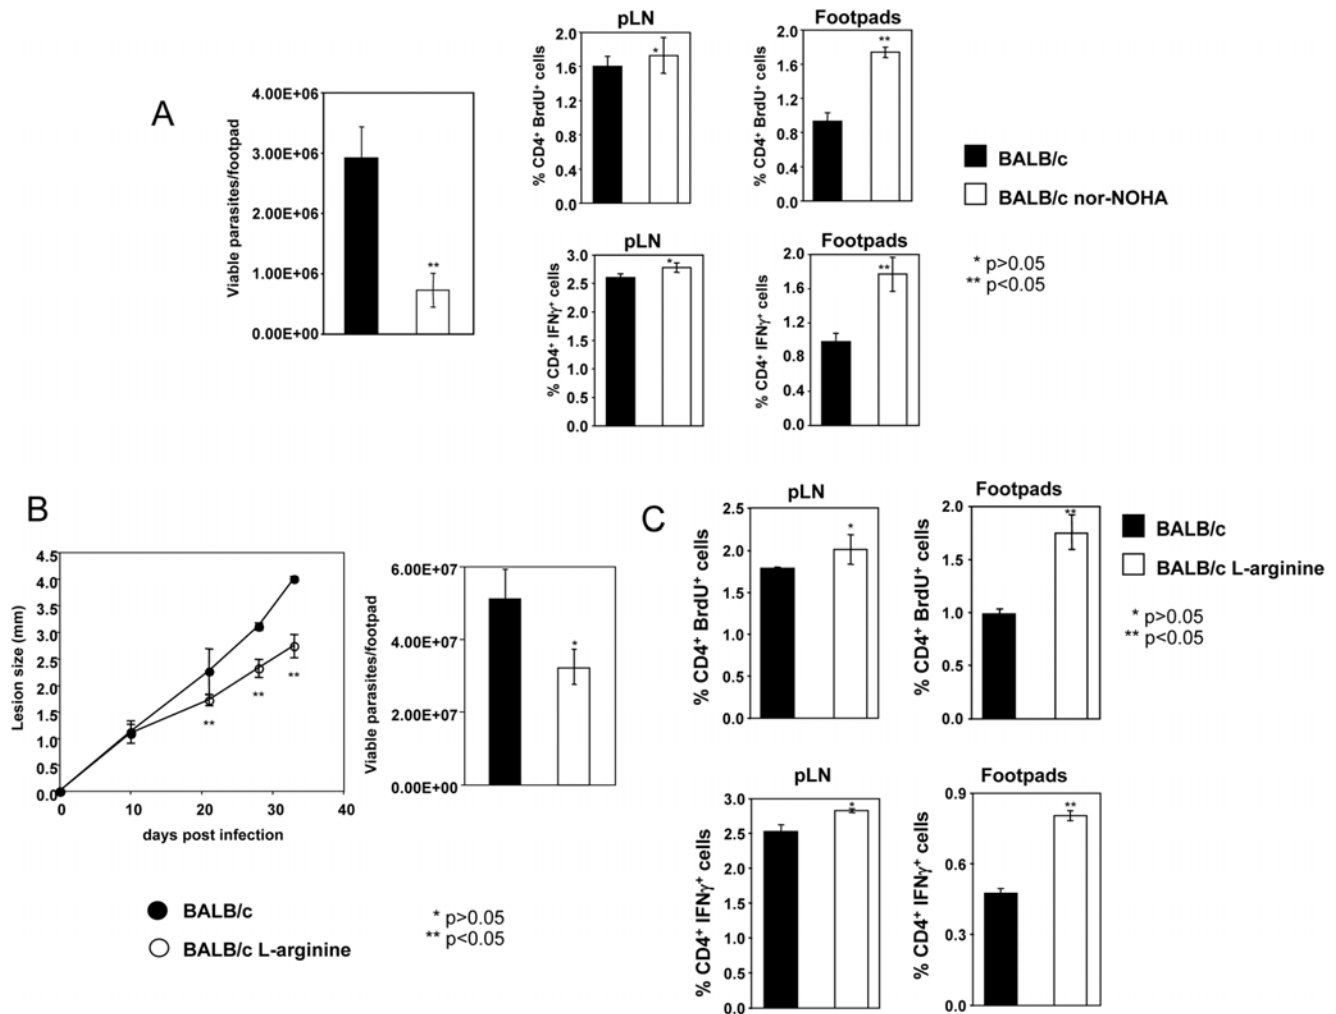 A
Viable parasites/footpad
4.00E+06
3.00E+06
2.00E+06
1.00E+06
0.00E+00
**
pLN
% CD4⁺ BrdU⁺ cells
2.0
1.6
1.2
0.8
0.4
0.0
*
Footpads
% CD4⁺ BrdU⁺ cells
2.0
1.6
1.2
0.8
0.4
0.0
**
BALB/c
BALB/c nor-NOHA
* p>0.05
** p<0.05
pLN
% CD4⁺ IFNγ⁺ cells
3.0
2.5
2.0
1.5
1.0
0.5
0.0
*
Footpads
% CD4⁺ IFNγ⁺ cells
2.0
1.6
1.2
0.8
0.4
0.0
**
B
Lesion size (mm)
4.5
4.0
3.5
3.0
2.5
2.0
1.5
1.0
0.5
0.0
0
10
20
30
40
days post infection
**
**
**
Viable parasites/footpad
6.00E+07
4.00E+07
2.00E+07
0.00E+00
*
BALB/c
BALB/c L-arginine
* p>0.05
** p<0.05
C
pLN
% CD4⁺ BrdU⁺ cells
2.5
2.0
1.5
1.0
0.5
0.0
*
Footpads
% CD4⁺ BrdU⁺ cells
2.0
1.5
1.0
0.5
0.0
**
BALB/c
BALB/c L-arginine
* p>0.05
** p<0.05
pLN
% CD4⁺ IFNγ⁺ cells
3.0
2.5
2.0
1.5
1.0
0.5
0.0
*
Footpads
% CD4⁺ IFNγ⁺ cells
0.9
0.6
0.3
0.0
**